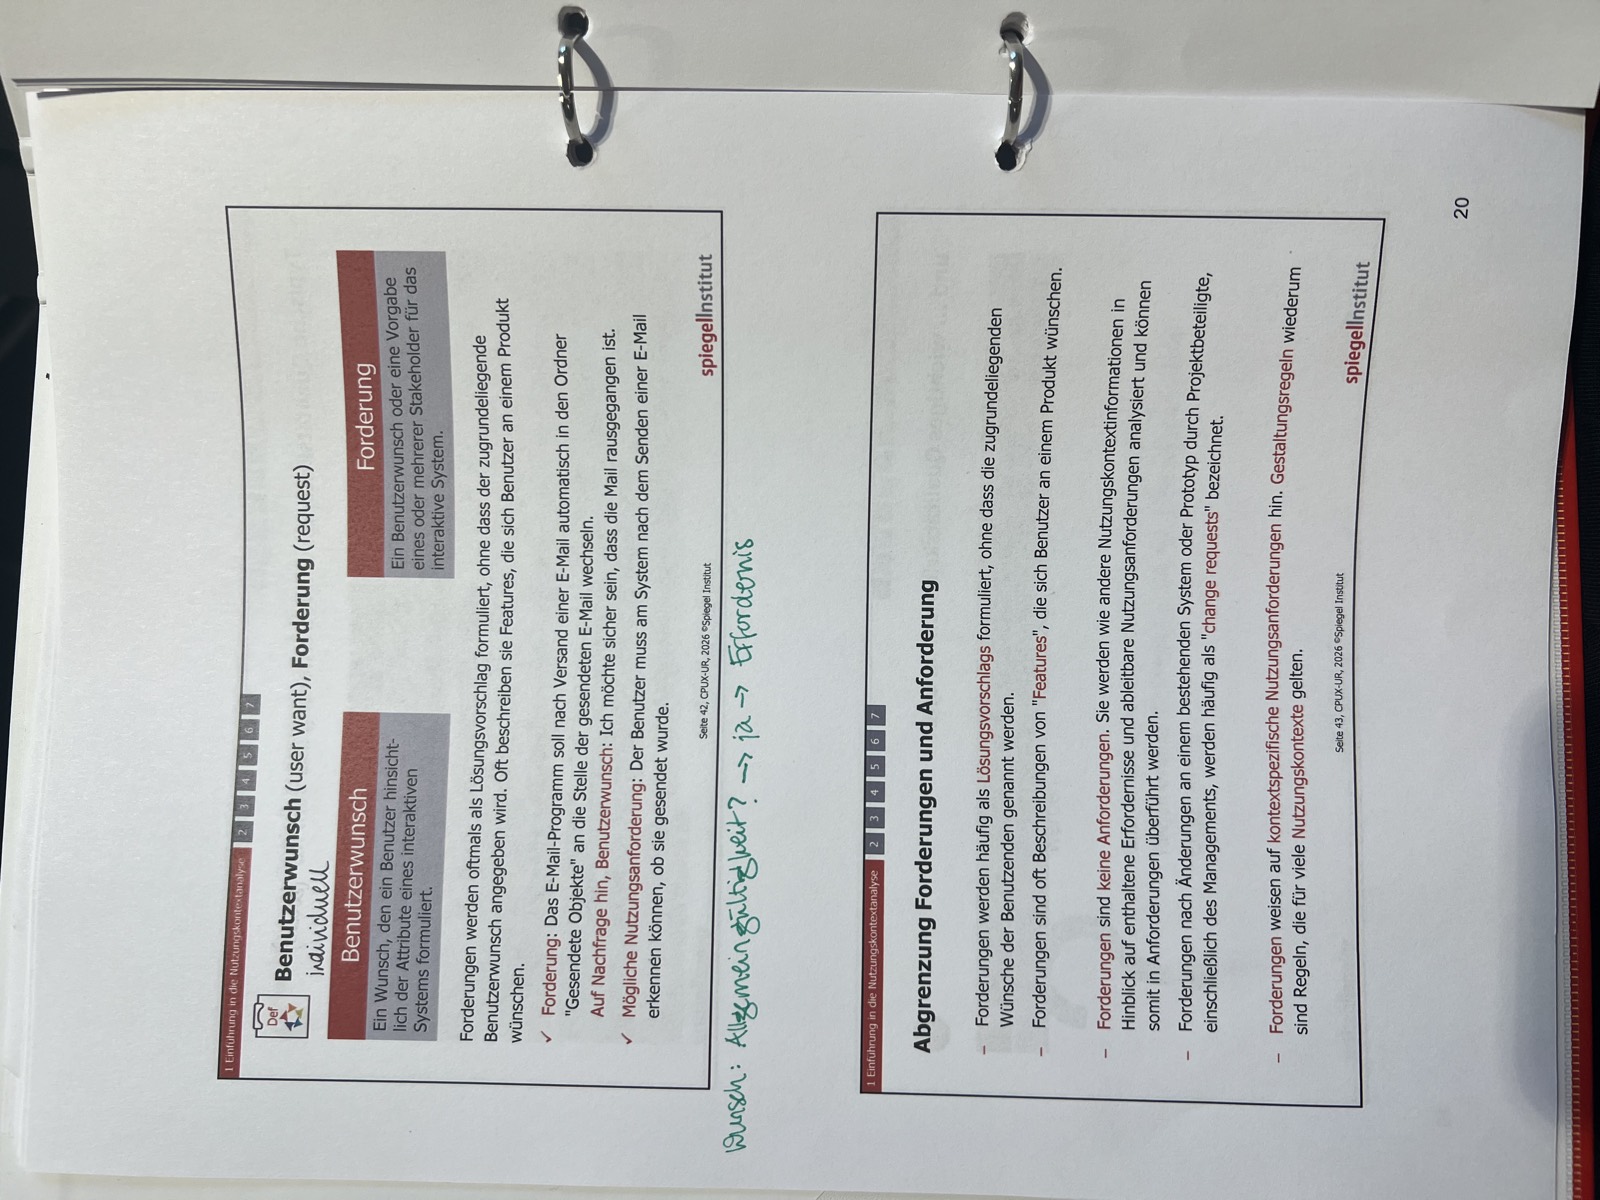 1 Einführung in die Nutzungskontextanalyse 2 3 4 5 6 7
Def
Benutzerwunsch (user want), Forderung (request)
individuell
Benutzerwunsch
Ein Wunsch, den ein Benutzer hinsicht-
lich der Attribute eines interaktiven
Systems formuliert.
Forderung
Ein Benutzerwunsch oder eine Vorgabe
eines oder mehrerer Stakeholder für das
interaktive System.
Forderungen werden oftmals als Lösungsvorschlag formuliert, ohne dass der zugrundeliegende
Benutzerwunsch angegeben wird. Oft beschreiben sie Features, die sich Benutzer an einem Produkt
wünschen.
✓ Forderung: Das E-Mail-Programm soll nach Versand einer E-Mail automatisch in den Ordner
"Gesendete Objekte" an die Stelle der gesendeten E-Mail wechseln.
Auf Nachfrage hin, Benutzerwunsch: Ich möchte sicher sein, dass die Mail rausgegangen ist.
✓ Mögliche Nutzungsanforderung: Der Benutzer muss am System nach dem Senden einer E-Mail
erkennen können, ob sie gesendet wurde.
Seite 42, CPUX-UR, 2026 ©Spiegel Institut
spiegelInstitut
Wunsch: Allgemeingültigkeit? → ja → Erfordenis
1 Einführung in die Nutzungskontextanalyse 2 3 4 5 6 7
Abgrenzung Forderungen und Anforderung
– Forderungen werden häufig als Lösungsvorschlags formuliert, ohne dass die zugrundeliegenden
Wünsche der Benutzenden genannt werden.
– Forderungen sind oft Beschreibungen von "Features", die sich Benutzer an einem Produkt wünschen.
– Forderungen sind keine Anforderungen. Sie werden wie andere Nutzungskontextinformationen in
Hinblick auf enthaltene Erfordernisse und ableitbare Nutzungsanforderungen analysiert und können
somit in Anforderungen überführt werden.
– Forderungen nach Änderungen an einem bestehenden System oder Prototyp durch Projektbeteiligte,
einschließlich des Managements, werden häufig als "change requests" bezeichnet.
– Forderungen weisen auf kontextspezifische Nutzungsanforderungen hin. Gestaltungsregeln wiederum
sind Regeln, die für viele Nutzungskontexte gelten.
Seite 43, CPUX-UR, 2026 ©Spiegel Institut
spiegelInstitut
20